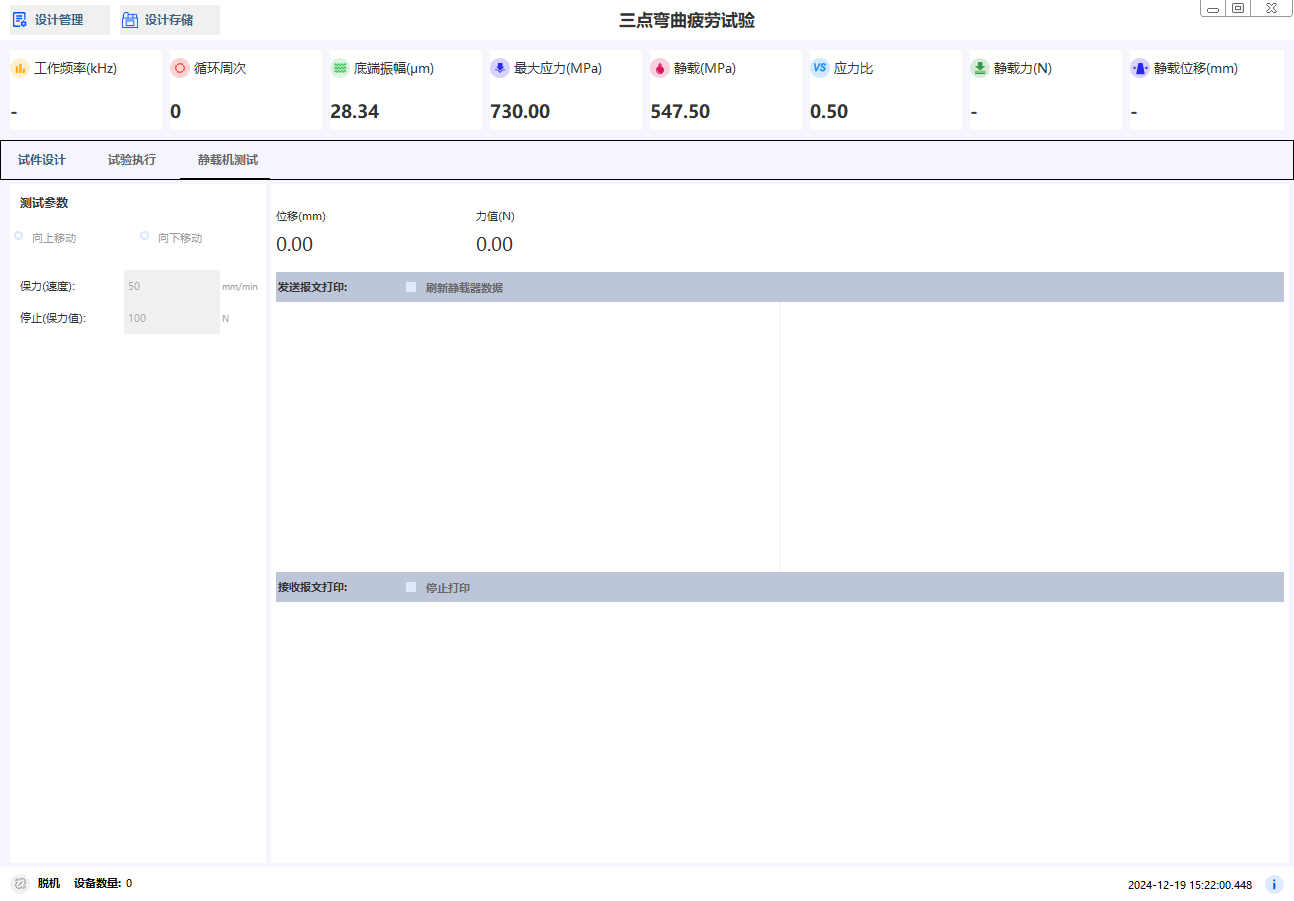 设计管理 设计存储 三点弯曲疲劳试验
工作频率(kHz) 循环周次 底端振幅(μm) 最大应力(MPa) 静载(MPa) VS 应力比 静载力(N) 静载位移(mm)
- 0 28.34 730.00 547.50 0.50 - -
试件设计 试验执行 静载机测试
测试参数
向上移动 向下移动
保力(速度): 50 mm/min
停止(保力值): 100 N
位移(mm) 力值(N)
0.00 0.00
发送报文打印: 刷新静载器数据
接收报文打印: 停止打印
脱机 设备数量: 0 2024-12-19 15:22:00.448